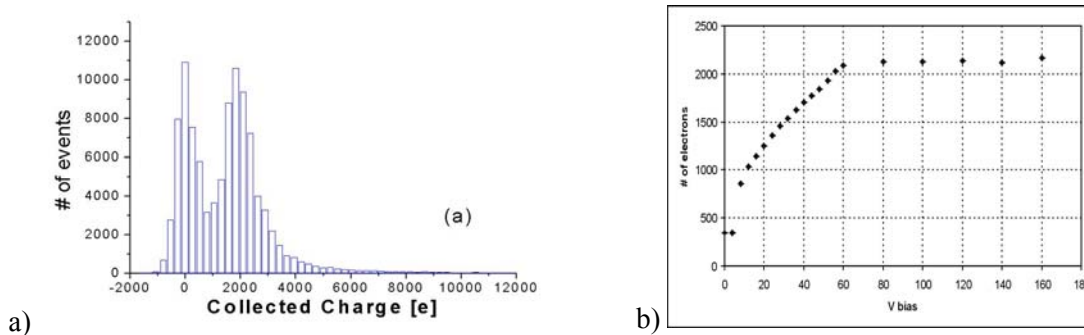 # of events
12000
10000
8000
6000
4000
2000
0
-2000 0 2000 4000 6000 8000 10000 12000
Collected Charge [e]
(a)
a)
# of electrons
2500
2000
1500
1000
500
0
0 20 40 60 80 100 120 140 160 180
V bias
b)